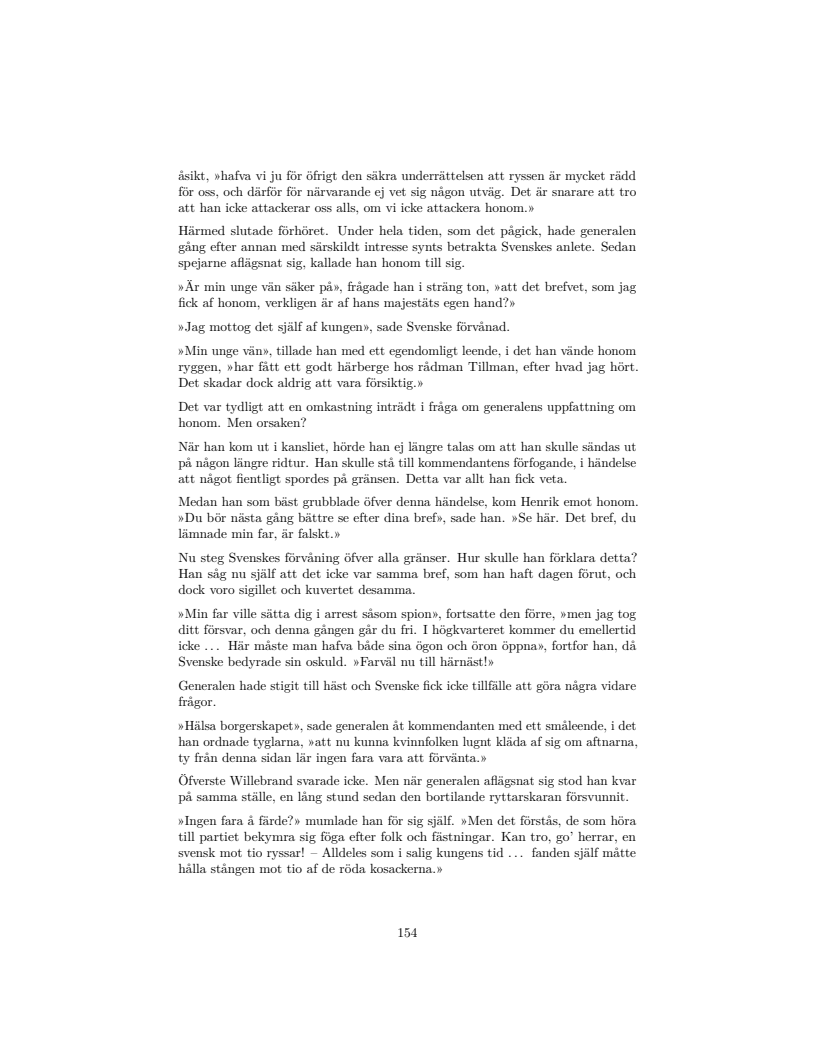 åsikt, »hafva vi ju för öfrigt den säkra underrättelsen att ryssen är mycket rädd
för oss, och därför för närvarande ej vet sig någon utväg. Det är snarare att tro
att han icke attackerar oss alls, om vi icke attackera honom.»
Härmed slutade förhöret. Under hela tiden, som det pågick, hade generalen
gång efter annan med särskildt intresse synts betrakta Svenskes anlete. Sedan
spejarne aflägsnat sig, kallade han honom till sig.
»Är min unge vän säker på», frågade han i sträng ton, »att det brefvet, som jag
fick af honom, verkligen är af hans majestäts egen hand?»
»Jag mottog det själf af kungen», sade Svenske förvånad.
»Min unge vän», tillade han med ett egendomligt leende, i det han vände honom
ryggen, »har fått ett godt härberge hos rådman Tillman, efter hvad jag hört.
Det skadar dock aldrig att vara försiktig.»
Det var tydligt att en omkastning inträdt i fråga om generalens uppfattning om
honom. Men orsaken?
När han kom ut i kansliet, hörde han ej längre talas om att han skulle sändas ut
på någon längre ridtur. Han skulle stå till kommendantens förfogande, i händelse
att något fientligt spordes på gränsen. Detta var allt han fick veta.
Medan han som bäst grubblade öfver denna händelse, kom Henrik emot honom.
»Du bör nästa gång bättre se efter dina bref», sade han. »Se här. Det bref, du
lämnade min far, är falskt.»
Nu steg Svenskes förvåning öfver alla gränser. Hur skulle han förklara detta?
Han såg nu själf att det icke var samma bref, som han haft dagen förut, och
dock voro sigillet och kuvertet desamma.
»Min far ville sätta dig i arrest såsom spion», fortsatte den förre, »men jag tog
ditt försvar, och denna gången går du fri. I högkvarteret kommer du emellertid
icke ... Här måste man hafva både sina ögon och öron öppna», fortfor han, då
Svenske bedyrade sin oskuld. »Farväl nu till härnäst!»
Generalen hade stigit till häst och Svenske fick icke tillfälle att göra några vidare
frågor.
»Hälsa borgerskapet», sade generalen åt kommendanten med ett småleende, i det
han ordnade tyglarna, »att nu kunna kvinnfolken lugnt kläda af sig om aftnarna,
ty från denna sidan lär ingen fara vara att förvänta.»
Öfverste Willebrand svarade icke. Men när generalen aflägsnat sig stod han kvar
på samma ställe, en lång stund sedan den bortilande ryttarskaran försvunnit.
»Ingen fara å färde?» mumlade han för sig själf. »Men det förstås, de som höra
till partiet bekymra sig föga efter folk och fästningar. Kan tro, go' herrar, en
svensk mot tio ryssar! – Alldeles som i salig kungens tid ... fanden själf måtte
hålla stången mot tio af de röda kosackerna.»
154